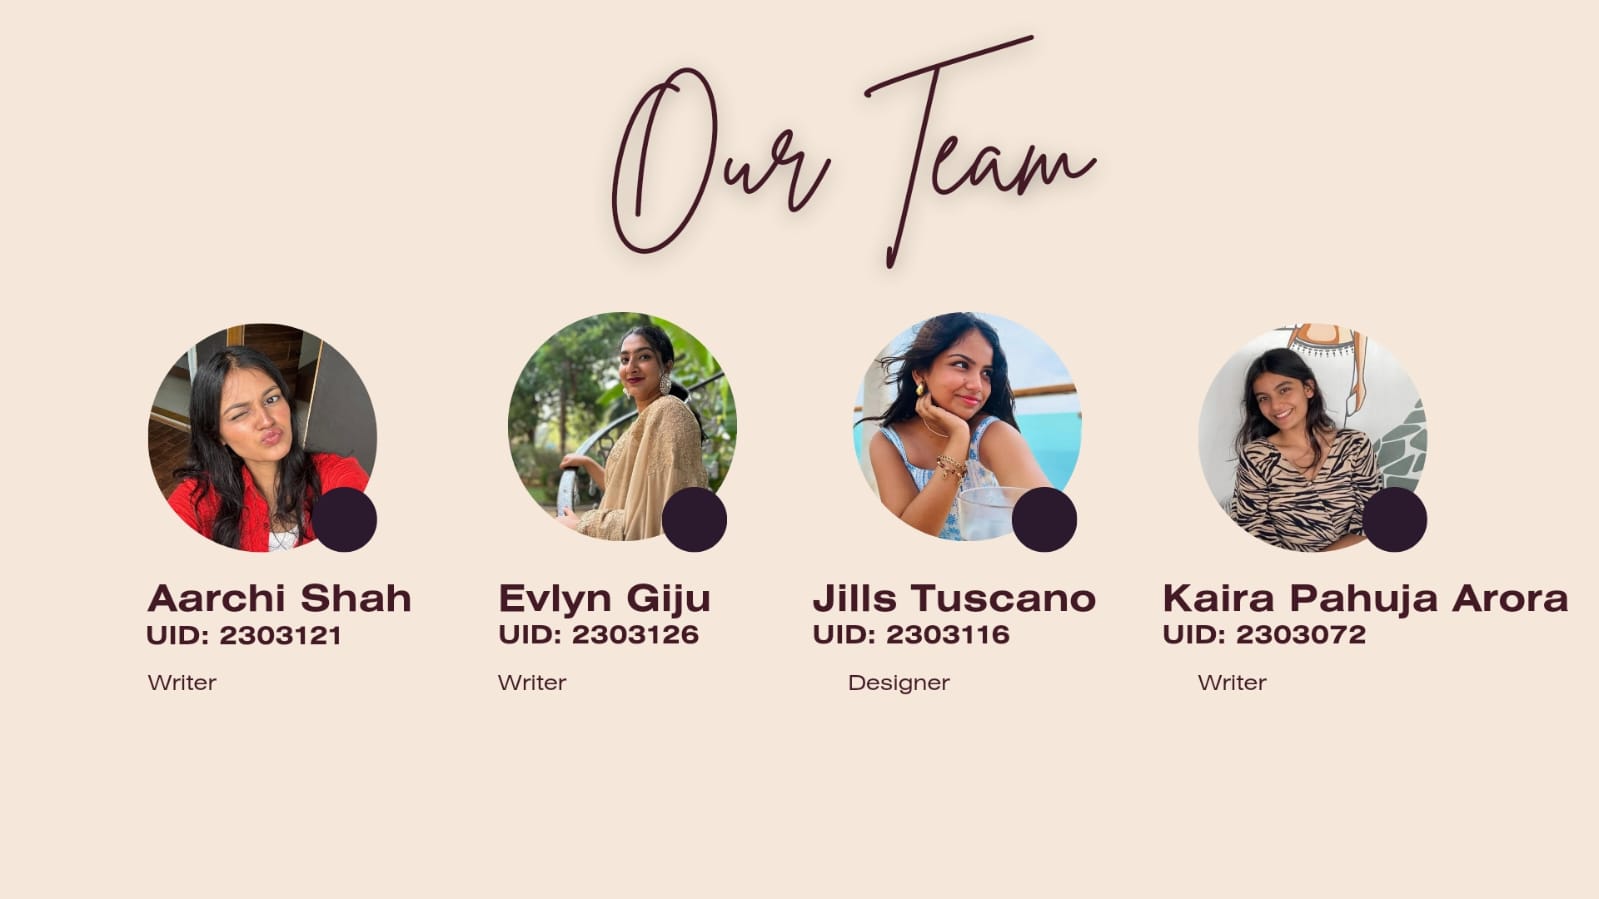 Our Team
Aarchi Shah
UID: 2303121
Writer
Evlyn Giju
UID: 2303126
Writer
Jills Tuscano
UID: 2303116
Designer
Kaira Pahuja Arora
UID: 2303072
Writer